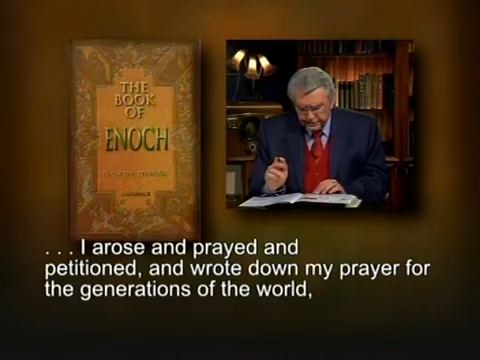 THE
BOOK
OF
ENOCH
. . . I arose and prayed and
petitioned, and wrote down my prayer for
the generations of the world,